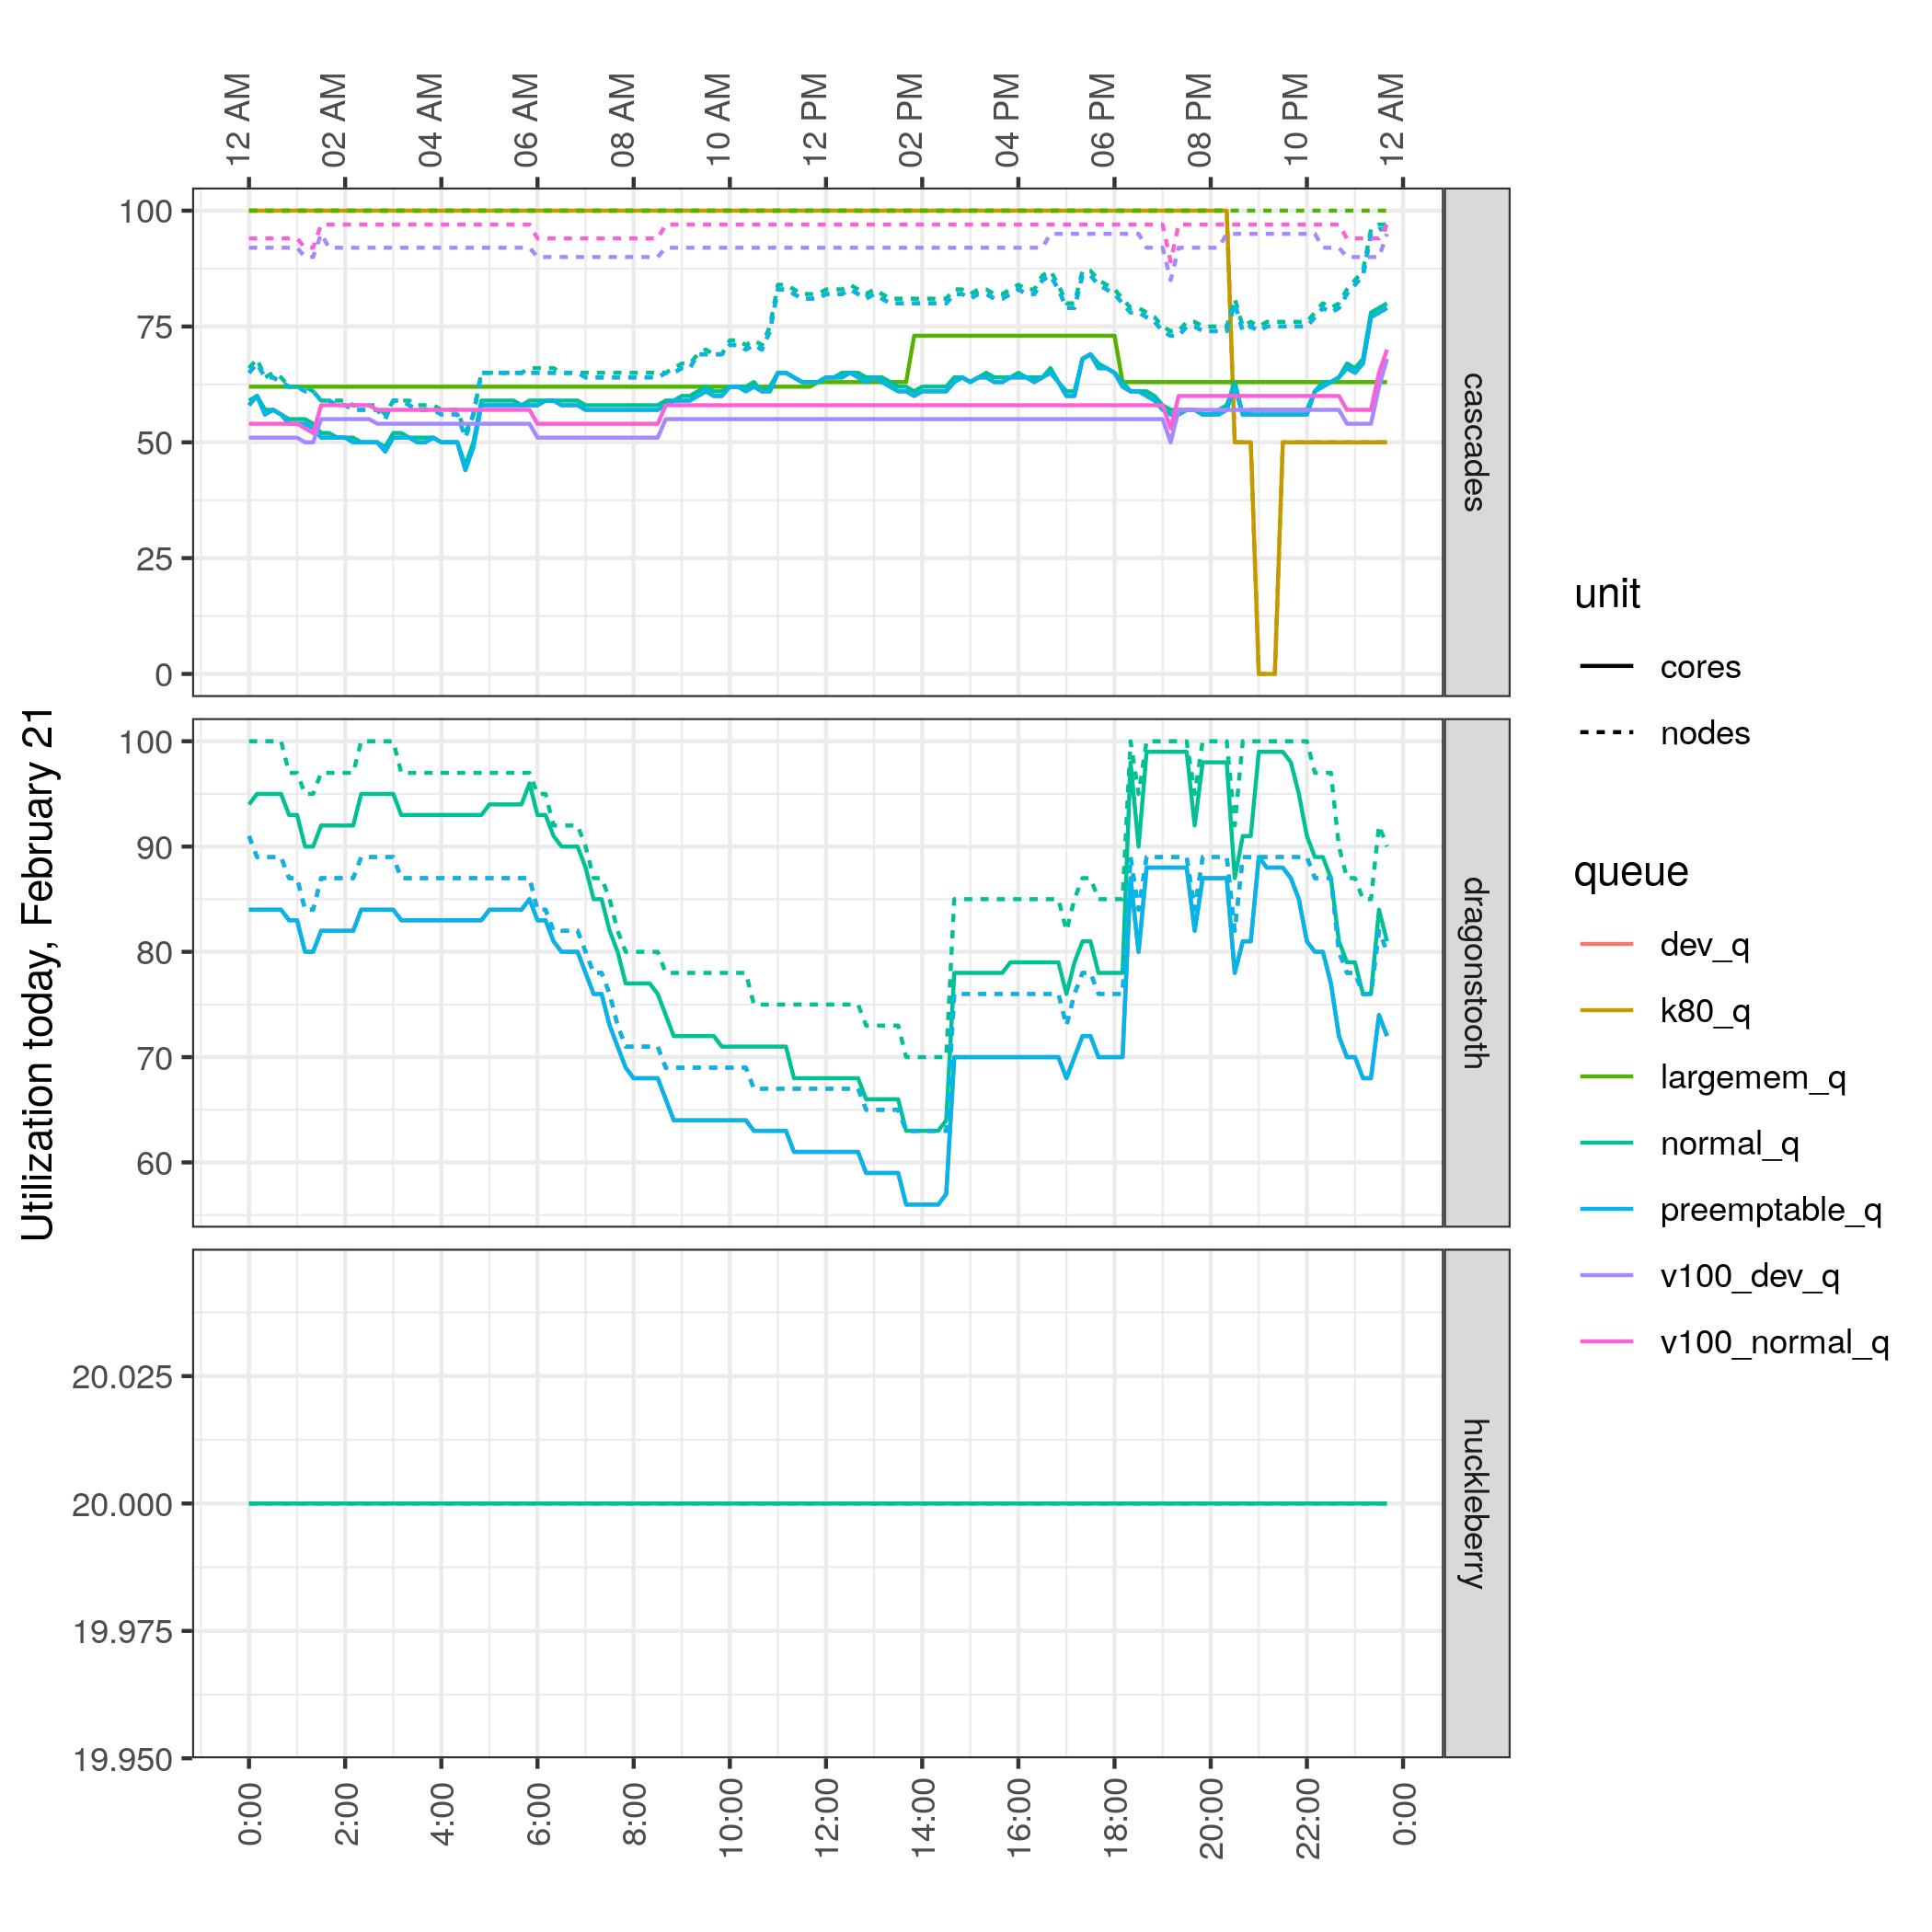 12 AM
02 AM
04 AM
06 AM
08 AM
10 AM
12 PM
02 PM
04 PM
06 PM
08 PM
10 PM
12 AM
Utilization today, February 21
100
75
50
25
0
cascades
100
90
80
70
60
dragonstooth
20.025
20.000
19.975
19.950
huckleberry
0:00
2:00
4:00
6:00
8:00
10:00
12:00
14:00
16:00
18:00
20:00
22:00
0:00
unit
cores
nodes
queue
dev_q
k80_q
largemem_q
normal_q
preemptable_q
v100_dev_q
v100_normal_q